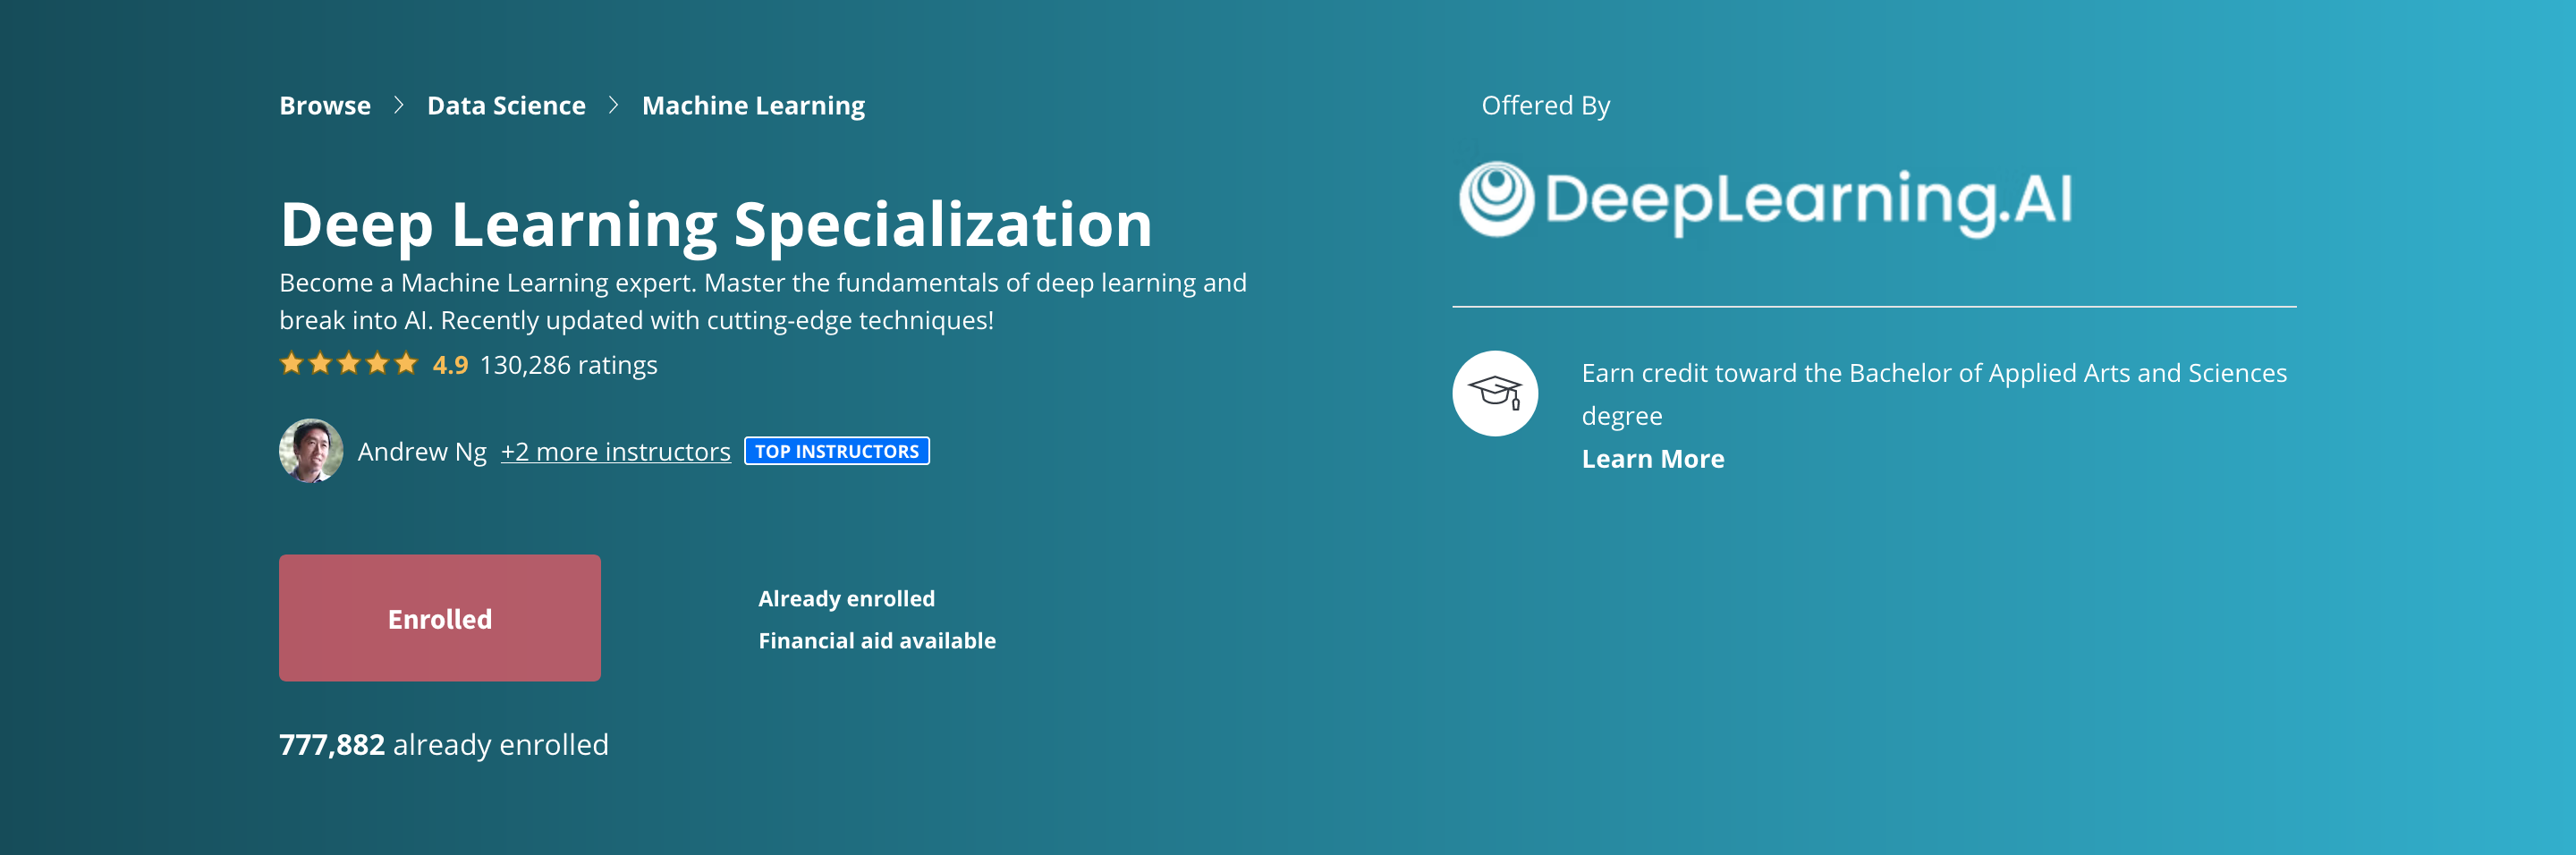 Browse > Data Science > Machine Learning
Deep Learning Specialization
Become a Machine Learning expert. Master the fundamentals of deep learning and
break into AI. Recently updated with cutting-edge techniques!
4.9 130,286 ratings
Andrew Ng +2 more instructors TOP INSTRUCTORS
Enrolled
Already enrolled
Financial aid available
777,882 already enrolled
Offered By
DeepLearning.AI
Earn credit toward the Bachelor of Applied Arts and Sciences
degree
Learn More